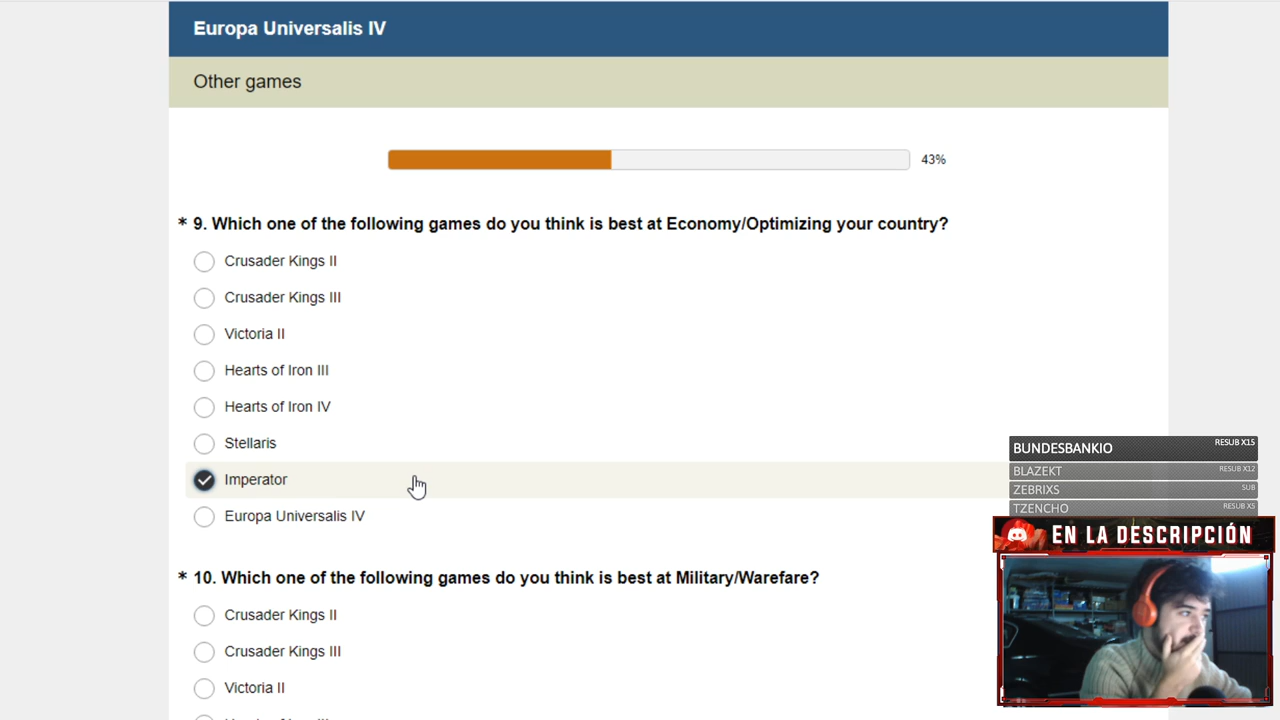 Europa Universalis IV
Other games
43%
* 9. Which one of the following games do you think is best at Economy/Optimizing your country?
Crusader Kings II
Crusader Kings III
Victoria II
Hearts of Iron III
Hearts of Iron IV
Stellaris
Imperator
Europa Universalis IV
* 10. Which one of the following games do you think is best at Military/Warefare?
Crusader Kings II
Crusader Kings III
Victoria II
BUNDESBANKIO RESUB X15
BLAZEKT RESUB X12
ZEBRIXS SUB
TZENCHO RESUB X5
EN LA DESCRIPCIÓN